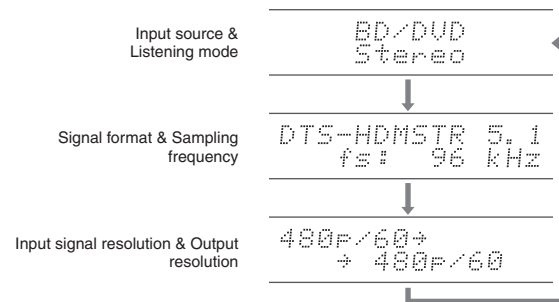 Input source &
Listening mode
BD/DVD
Stereo
Signal format & Sampling
frequency
DTS-HDMSTR 5.1
fs: 96 kHz
Input signal resolution & Output
resolution
480p/60→
→ 480p/60